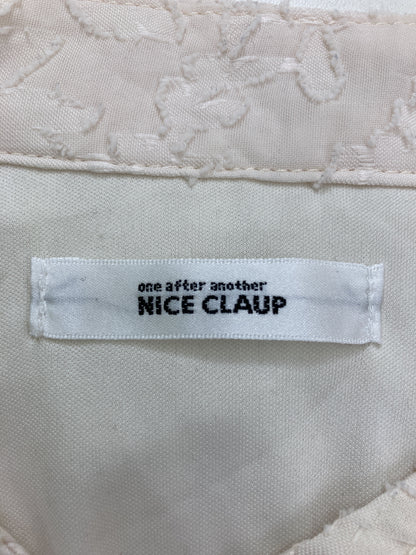 one after another
NICE CLAUP